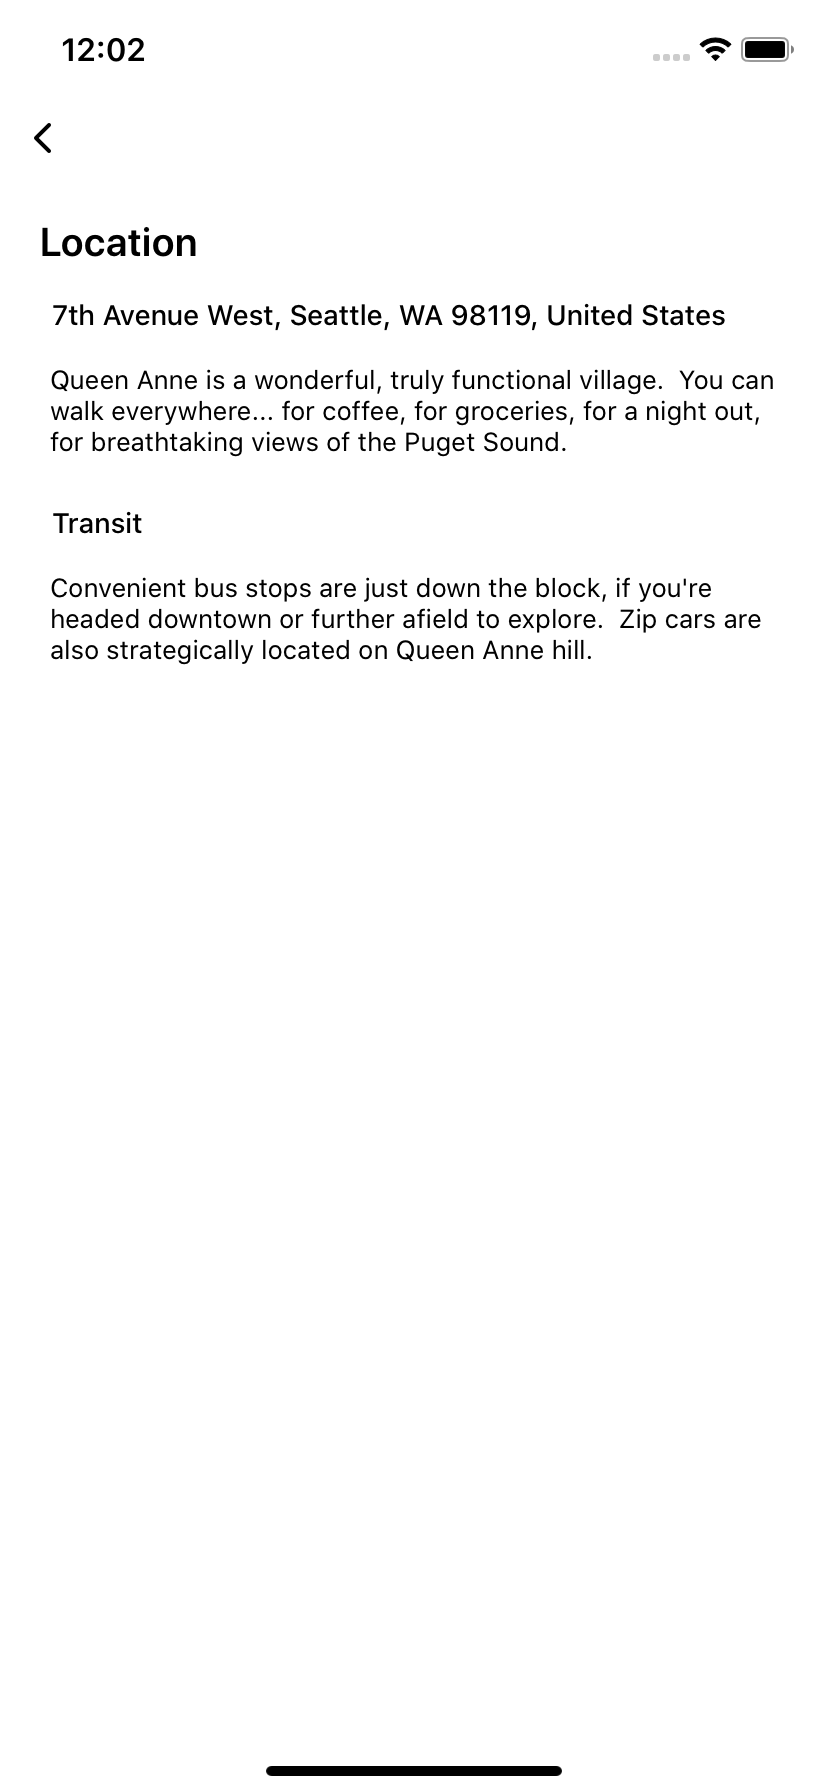 12:02
Location
7th Avenue West, Seattle, WA 98119, United States
Queen Anne is a wonderful, truly functional village.  You can
walk everywhere... for coffee, for groceries, for a night out,
for breathtaking views of the Puget Sound.
Transit
Convenient bus stops are just down the block, if you're
headed downtown or further afield to explore.  Zip cars are
also strategically located on Queen Anne hill.